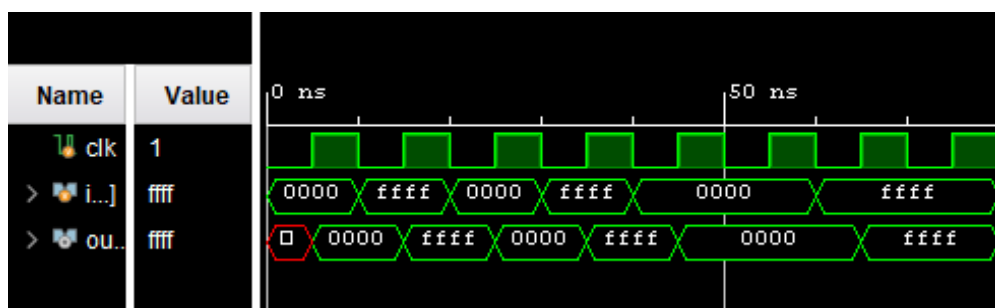 Name Value 0 ns 50 ns
clk 1
i...] ffff 0000 ffff 0000 ffff 0000 ffff
ou.. ffff 0000 ffff 0000 ffff 0000 ffff